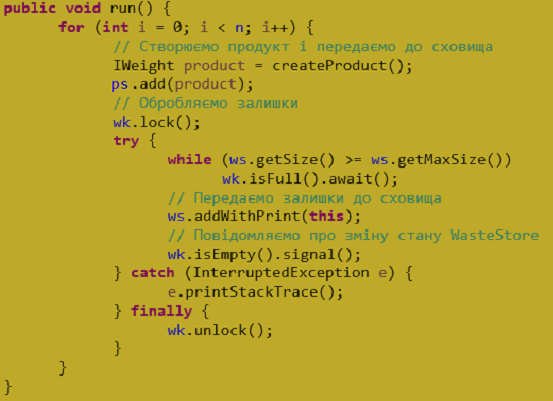 public void run() {
for (int i = 0; i < n; i++) {
// Створюємо продукт і передаємо до сховища
IWeight product = createProduct();
ps.add(product);
// Обробляємо залишки
wk.lock();
try {
while (ws.getSize() >= ws.getMaxSize())
wk.isFull().await();
// Передаємо залишки до сховища
ws.addWithPrint(this);
// Повідомляємо про зміну стану WasteStore
wk.isEmpty().signal();
} catch (InterruptedException e) {
e.printStackTrace();
} finally {
wk.unlock();
}
}
}